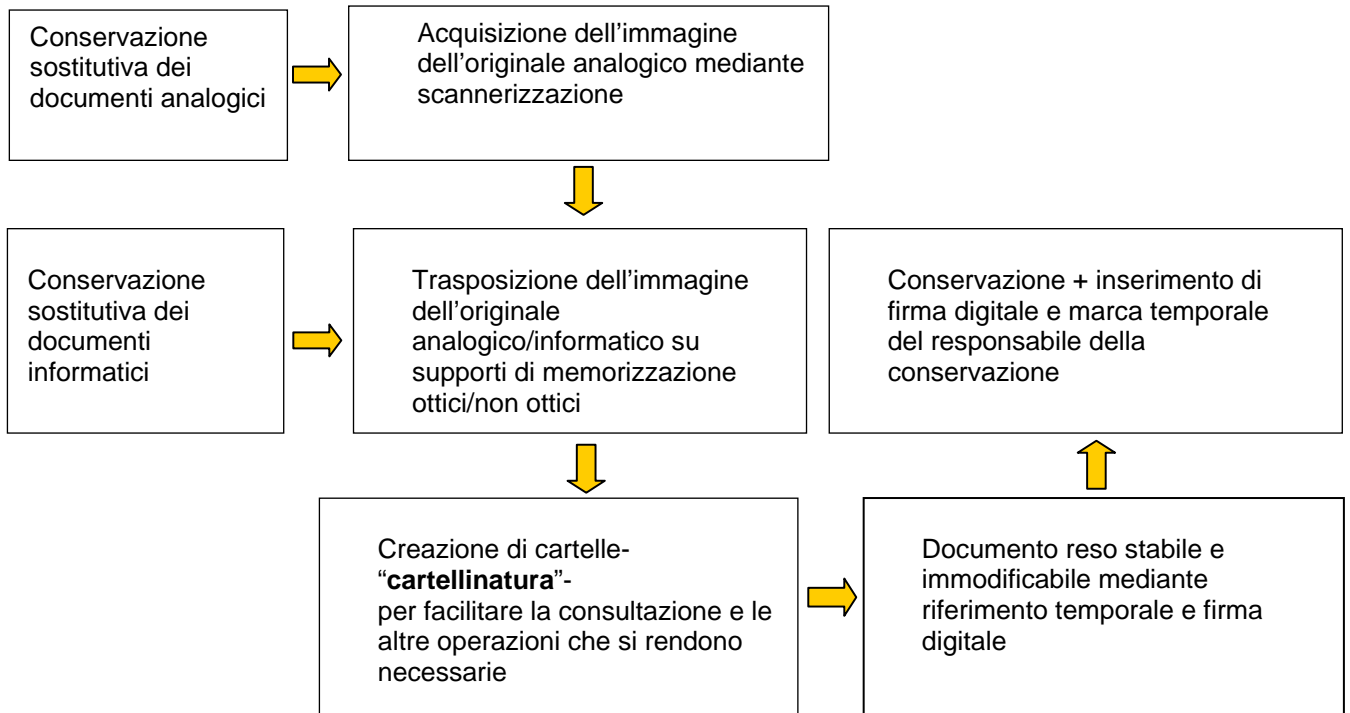 Conservazione
sostitutiva dei
documenti analogici
Acquisizione dell’immagine
dell’originale analogico mediante
scannerizzazione
Conservazione
sostitutiva dei
documenti
informatici
Trasposizione dell’immagine
dell’originale
analogico/informatico su
supporti di memorizzazione
ottici/non ottici
Conservazione + inserimento di
firma digitale e marca temporale
del responsabile della
conservazione
Creazione di cartelle-
“cartellinatura”-
per facilitare la consultazione e le
altre operazioni che si rendono
necessarie
Documento reso stabile e
immodificabile mediante
riferimento temporale e firma
digitale